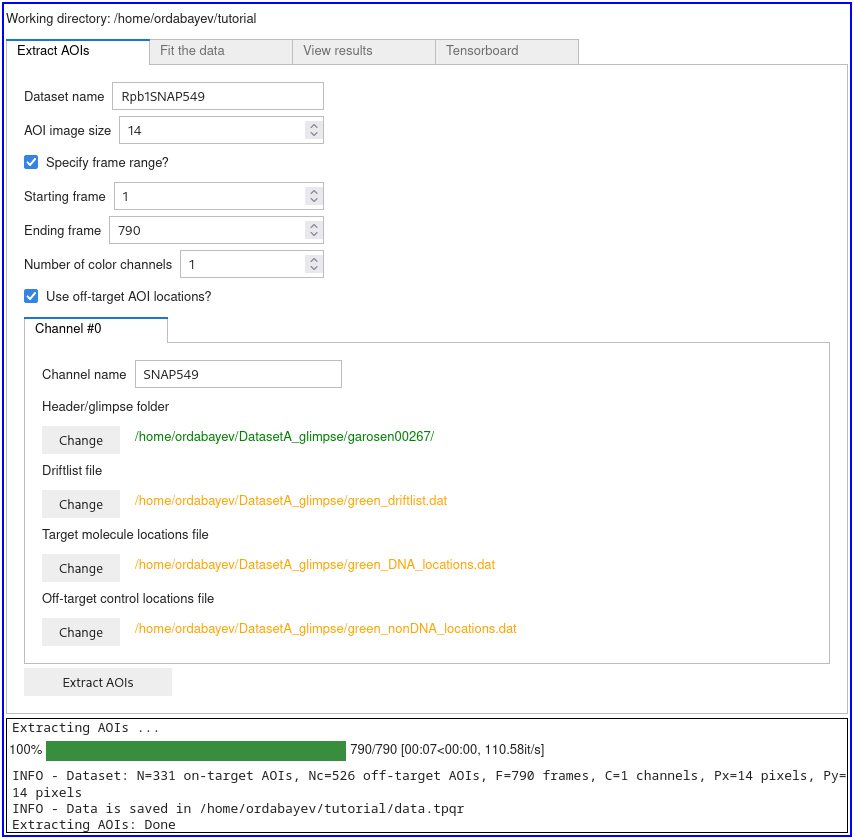 Working directory: /home/ordabayev/tutorial
Extract AOIs Fit the data View results Tensorboard
Dataset name Rpb1SNAP549
AOI image size 14
Specify frame range?
Starting frame 1
Ending frame 790
Number of color channels 1
Use off-target AOI locations?
Channel #0
Channel name SNAP549
Header/glimpse folder
Change /home/ordabayev/DatasetA_glimpse/garosen00267/
Driftlist file
Change /home/ordabayev/DatasetA_glimpse/green_driftlist.dat
Target molecule locations file
Change /home/ordabayev/DatasetA_glimpse/green_DNA_locations.dat
Off-target control locations file
Change /home/ordabayev/DatasetA_glimpse/green_nonDNA_locations.dat
Extract AOIs
Extracting AOIs ...
100% 790/790 [00:07<00:00, 110.58it/s]
INFO - Dataset: N=331 on-target AOIs, Nc=526 off-target AOIs, F=790 frames, C=1 channels, Px=14 pixels, Py=
14 pixels
INFO - Data is saved in /home/ordabayev/tutorial/data.tpqr
Extracting AOIs: Done